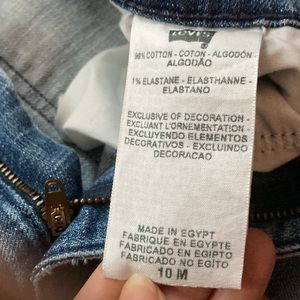 Levi's
99% COTTON - COTON - ALGODÓN
ALGODÃO
1% ELASTANE - ELASTHANNE -
ELASTANO
EXCLUSIVE OF DECORATION -
EXCLUANT L'ORNEMENTATION -
EXCLUYENDO ELEMENTOS
DECORATIVOS - EXCLUINDO
DECORACAO
MADE IN EGYPT
FABRIQUE EN EGYPTE
FABRICADO EN EGIPTO
FABRICADO NO EGITO
10 M